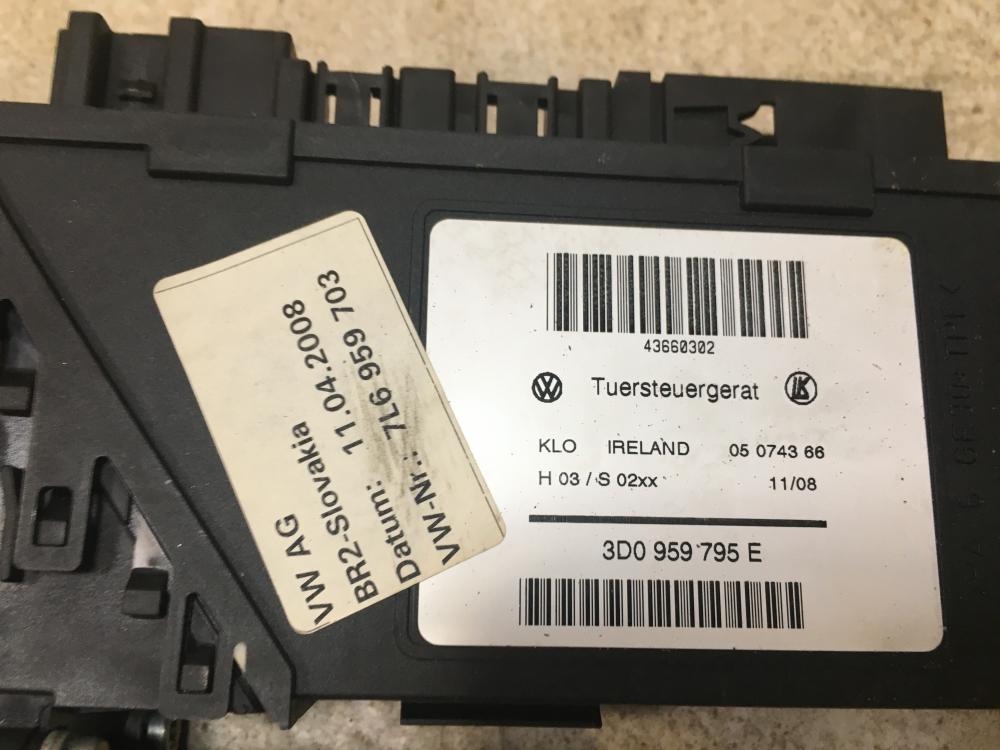 VW AG
BR2-Slovakia
Datum: 11.04.2008
VW-Nr.: 7L6 959 703
43660302
Tuersteuergerat
KLO IRELAND 05 0743 66
H 03 / S 02xx 11/08
3D0 959 795 E